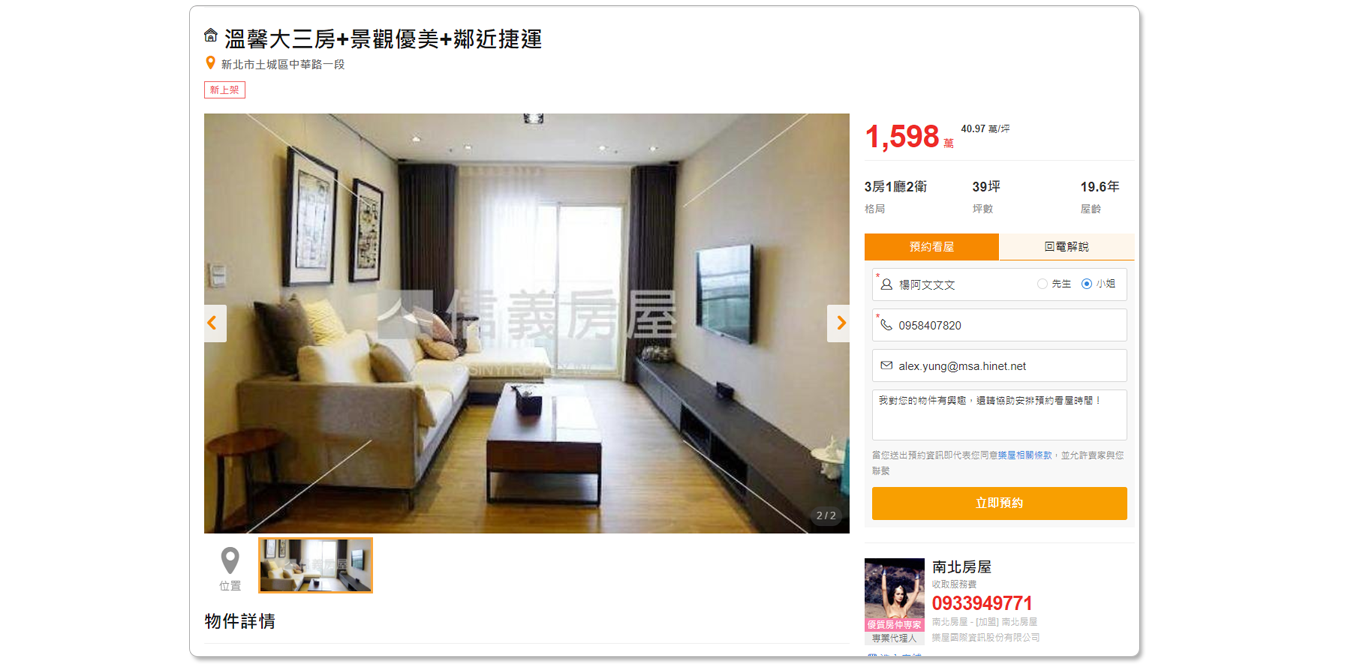 溫馨大三房+景觀優美+鄰近捷運
新北市土城區中華路一段
新上架
信義房屋
2 / 2
位置
物件詳情
1,598 萬 40.97 萬/坪
3房1廳2衛 39坪 19.6年
格局 坪數 屋齡
預約看屋 回電解說
* 楊阿文文文 先生 小姐
* 0958407820
alex.yung@msa.hinet.net
我對您的物件有興趣，還請協助安排預約看屋時間！
當您送出預約資訊即代表您同意樂屋相關條款，並允許賣家與您
聯繫
立即預約
南北房屋
收取服務費
0933949771
南北房屋 - [加盟] 南北房屋
樂屋國際資訊股份有限公司
優質房仲專家
專業代理人